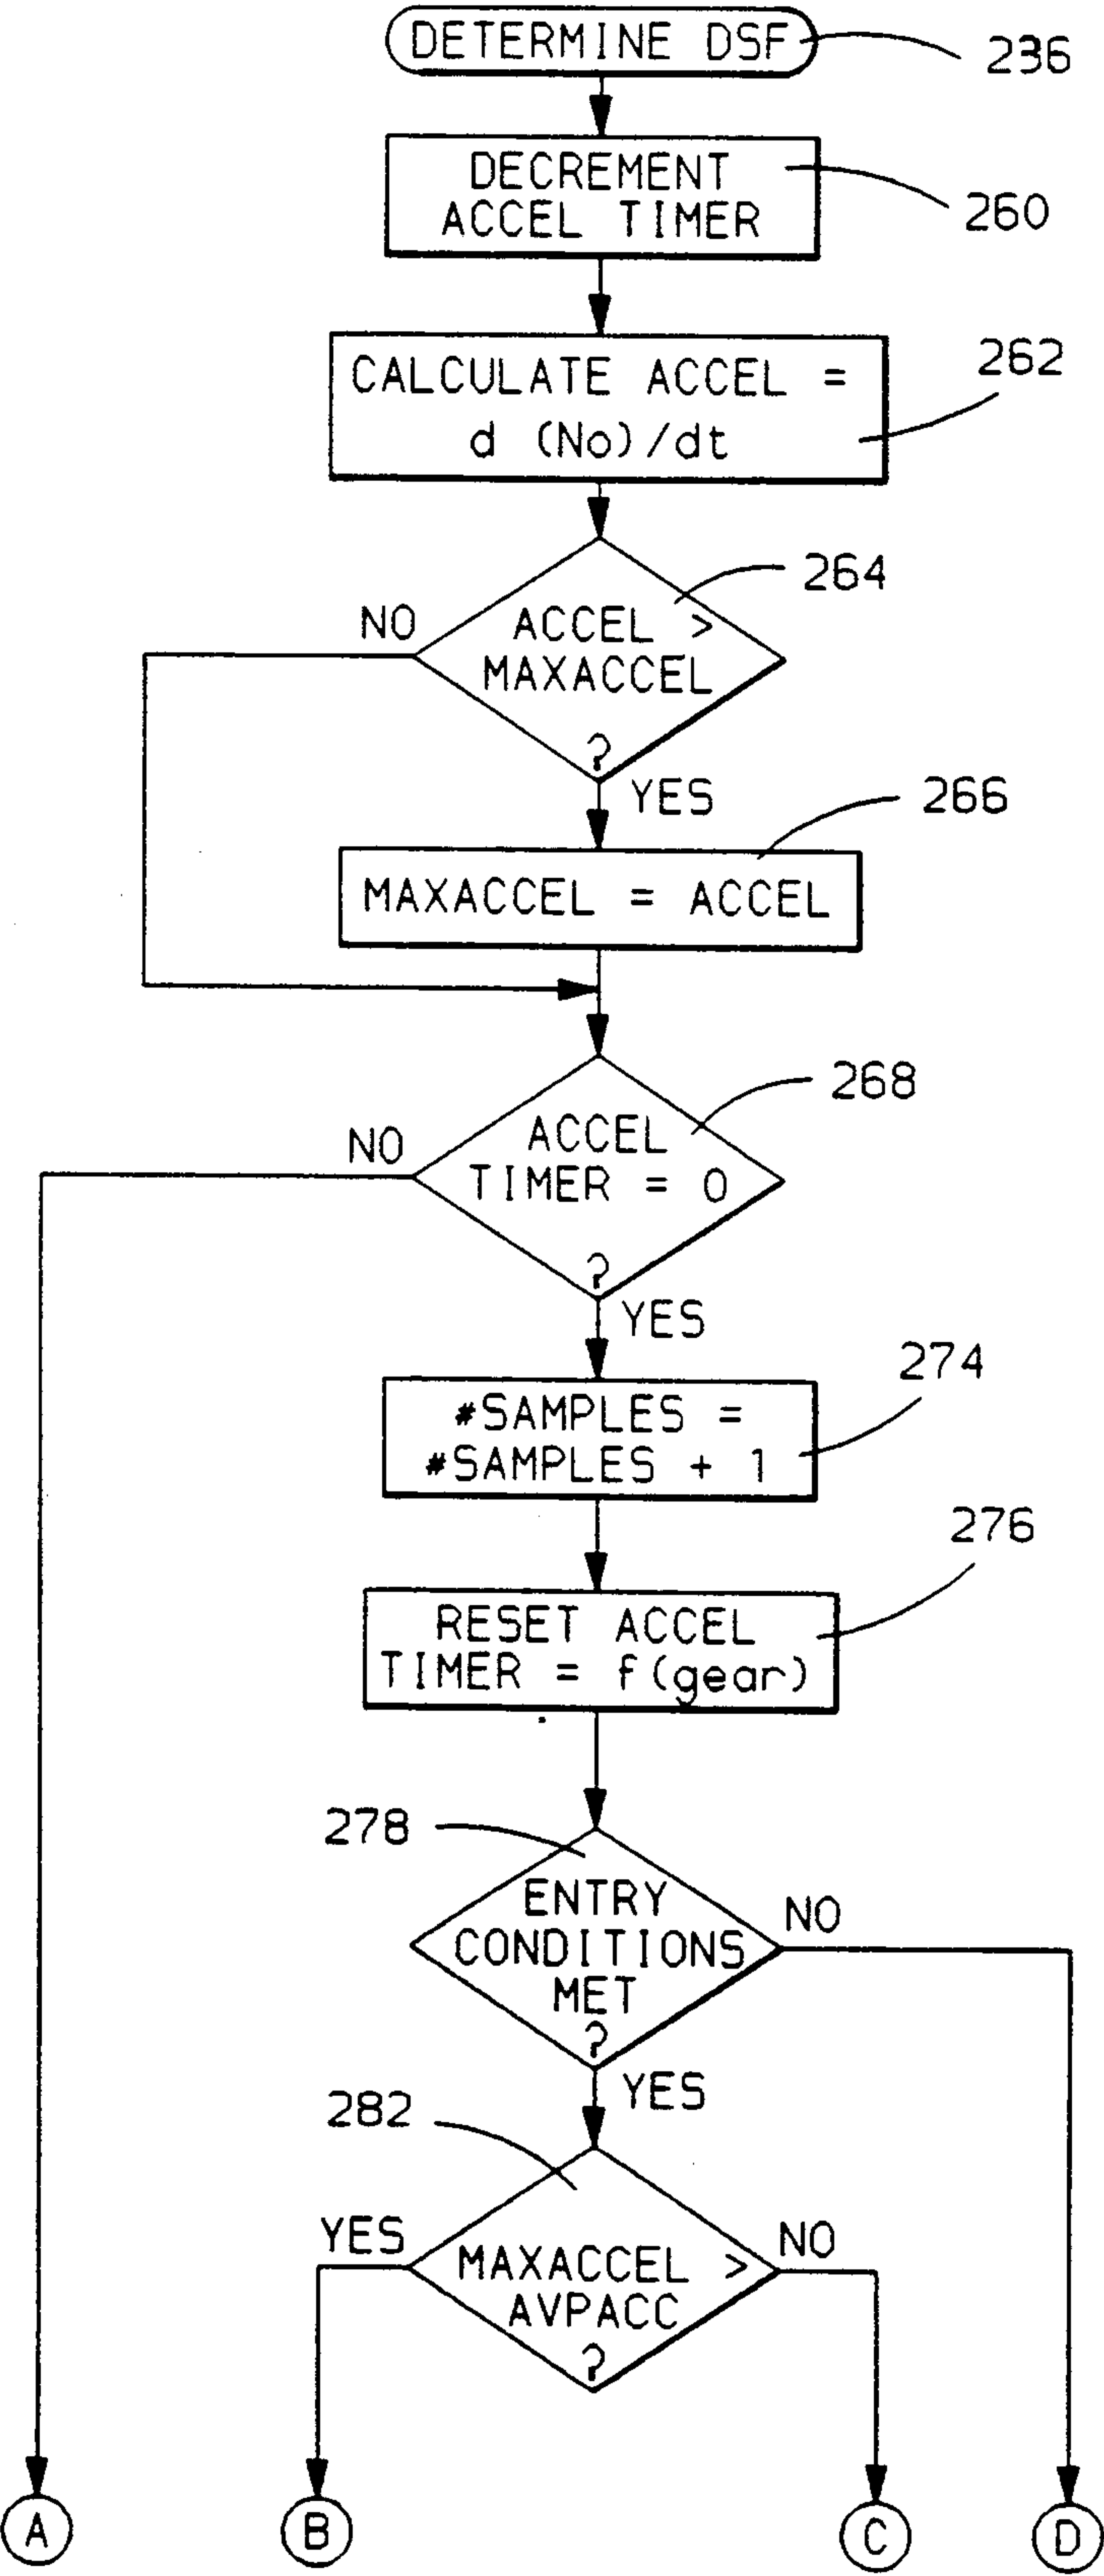 DETERMINE DSF
236
DECREMENT
ACCEL TIMER
260
CALCULATE ACCEL =
d (No)/dt
262
264
NO
ACCEL >
MAXACCEL
?
YES
266
MAXACCEL = ACCEL
268
NO
ACCEL
TIMER = 0
?
YES
274
#SAMPLES =
#SAMPLES + 1
276
RESET ACCEL
TIMER = f(gear)
278
ENTRY
CONDITIONS
MET
?
NO
YES
282
YES
MAXACCEL >
AVPACC
?
NO
A
B
C
D